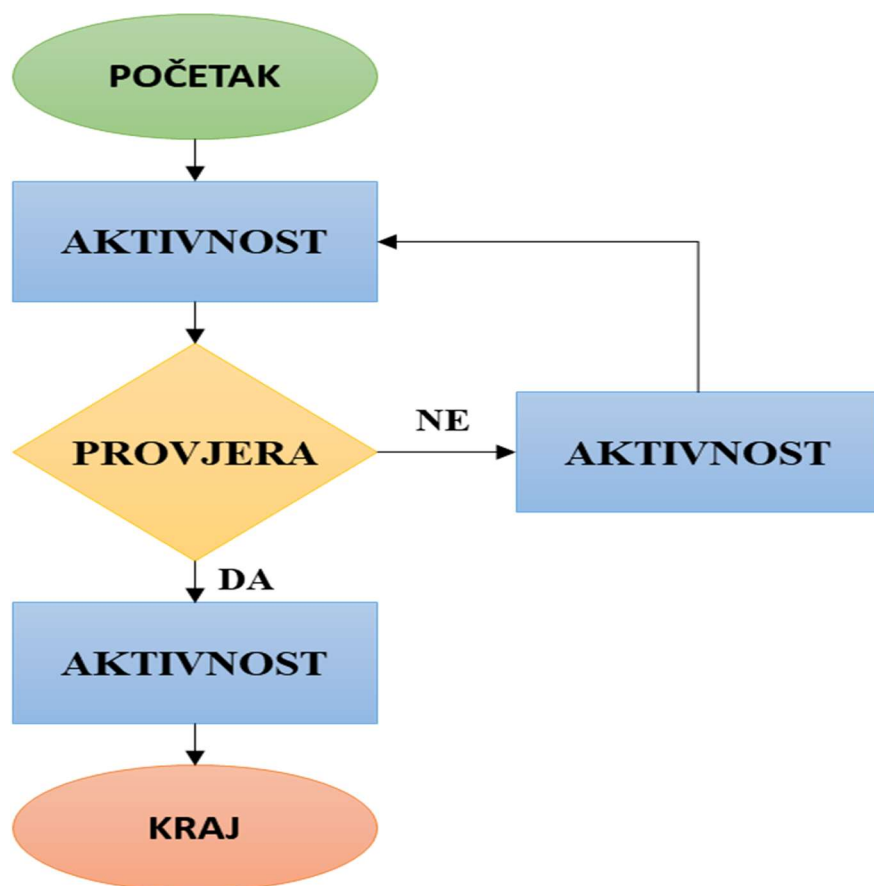 POČETAK
AKTIVNOST
PROVJERA
NE
AKTIVNOST
DA
AKTIVNOST
KRAJ